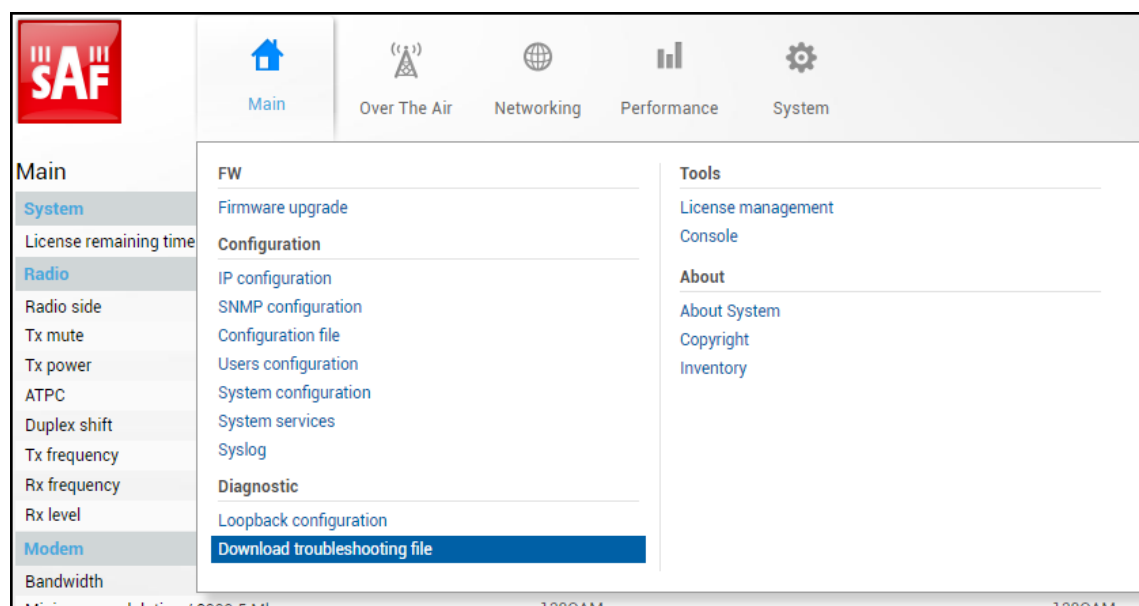 SAF
Main
Over The Air
Networking
Performance
System
Main
System
License remaining time
Radio
Radio side
Tx mute
Tx power
ATPC
Duplex shift
Tx frequency
Rx frequency
Rx level
Modem
Bandwidth
FW
Firmware upgrade
Configuration
IP configuration
SNMP configuration
Configuration file
Users configuration
System configuration
System services
Syslog
Diagnostic
Loopback configuration
Download troubleshooting file
Tools
License management
Console
About
About System
Copyright
Inventory